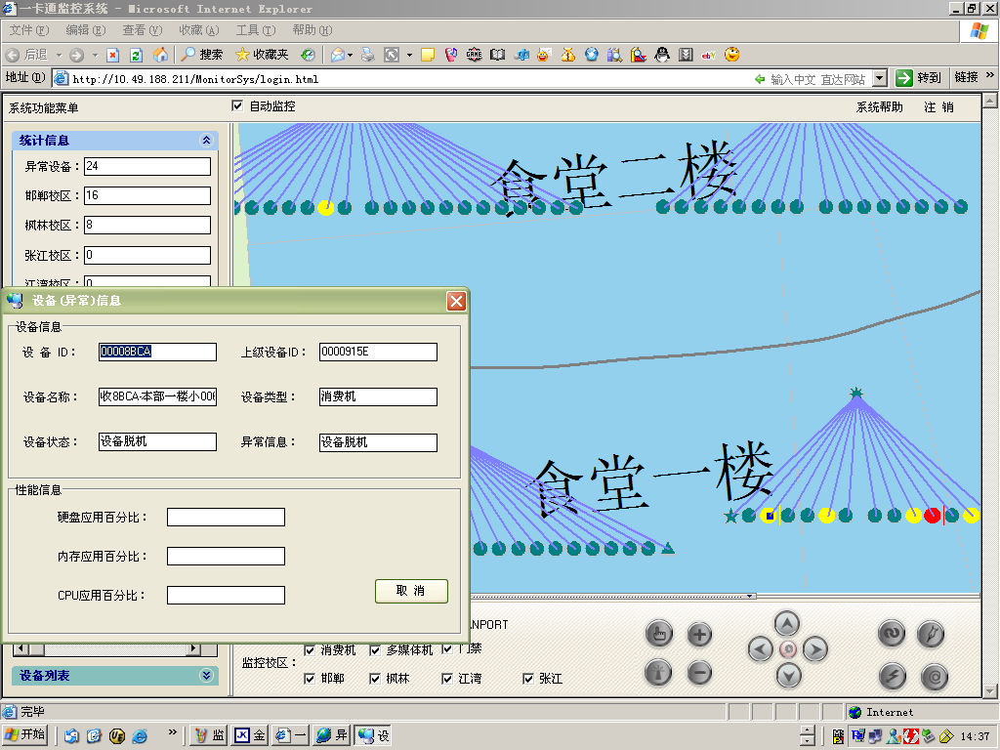 一卡通监控系统 - Microsoft Internet Explorer
文件(F) 编辑(E) 查看(V) 收藏(A) 工具(T) 帮助(H)
后退 搜索 收藏夹
地址(D) http://10.49.188.211/MonitorSys/login.html 输入中文 直达网站 转到 链接 »
系统功能菜单 自动监控 系统帮助 注 销
统计信息
异常设备： 24
邯郸校区： 16
枫林校区： 8
张江校区： 0
江湾校区： 0
食堂二楼
设备(异常)信息
设备信息
设 备 ID： 00008BCA 上级设备ID： 0000915E
设备名称： 收8BCA-本部一楼小006 设备类型： 消费机
设备状态： 设备脱机 异常信息： 设备脱机
性能信息
硬盘应用百分比：
内存应用百分比：
CPU应用百分比：
取 消
食堂一楼
ANPORT
消费机 多媒体机 门禁
监控校区：
邯郸 枫林 江湾 张江
设备列表
完毕 Internet
开始 » 监 金 一 异 设 14:37